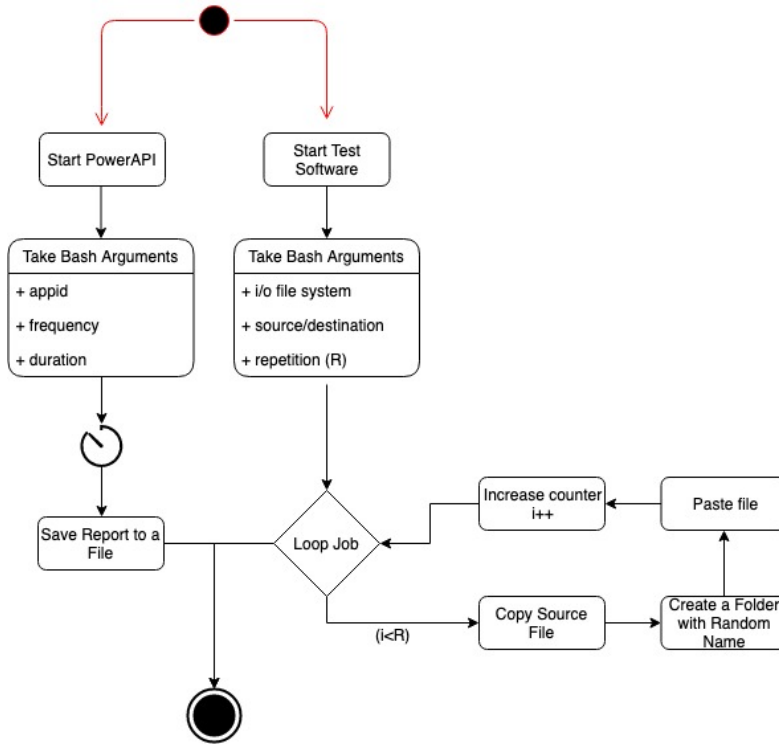 Start PowerAPI
Start Test
Software
Take Bash Arguments
+ appid
+ frequency
+ duration
Take Bash Arguments
+ i/o file system
+ source/destination
+ repetition (R)
Save Report to a
File
Loop Job
Increase counter
i++
Paste file
(i<R)
Copy Source
File
Create a Folder
with Random
Name